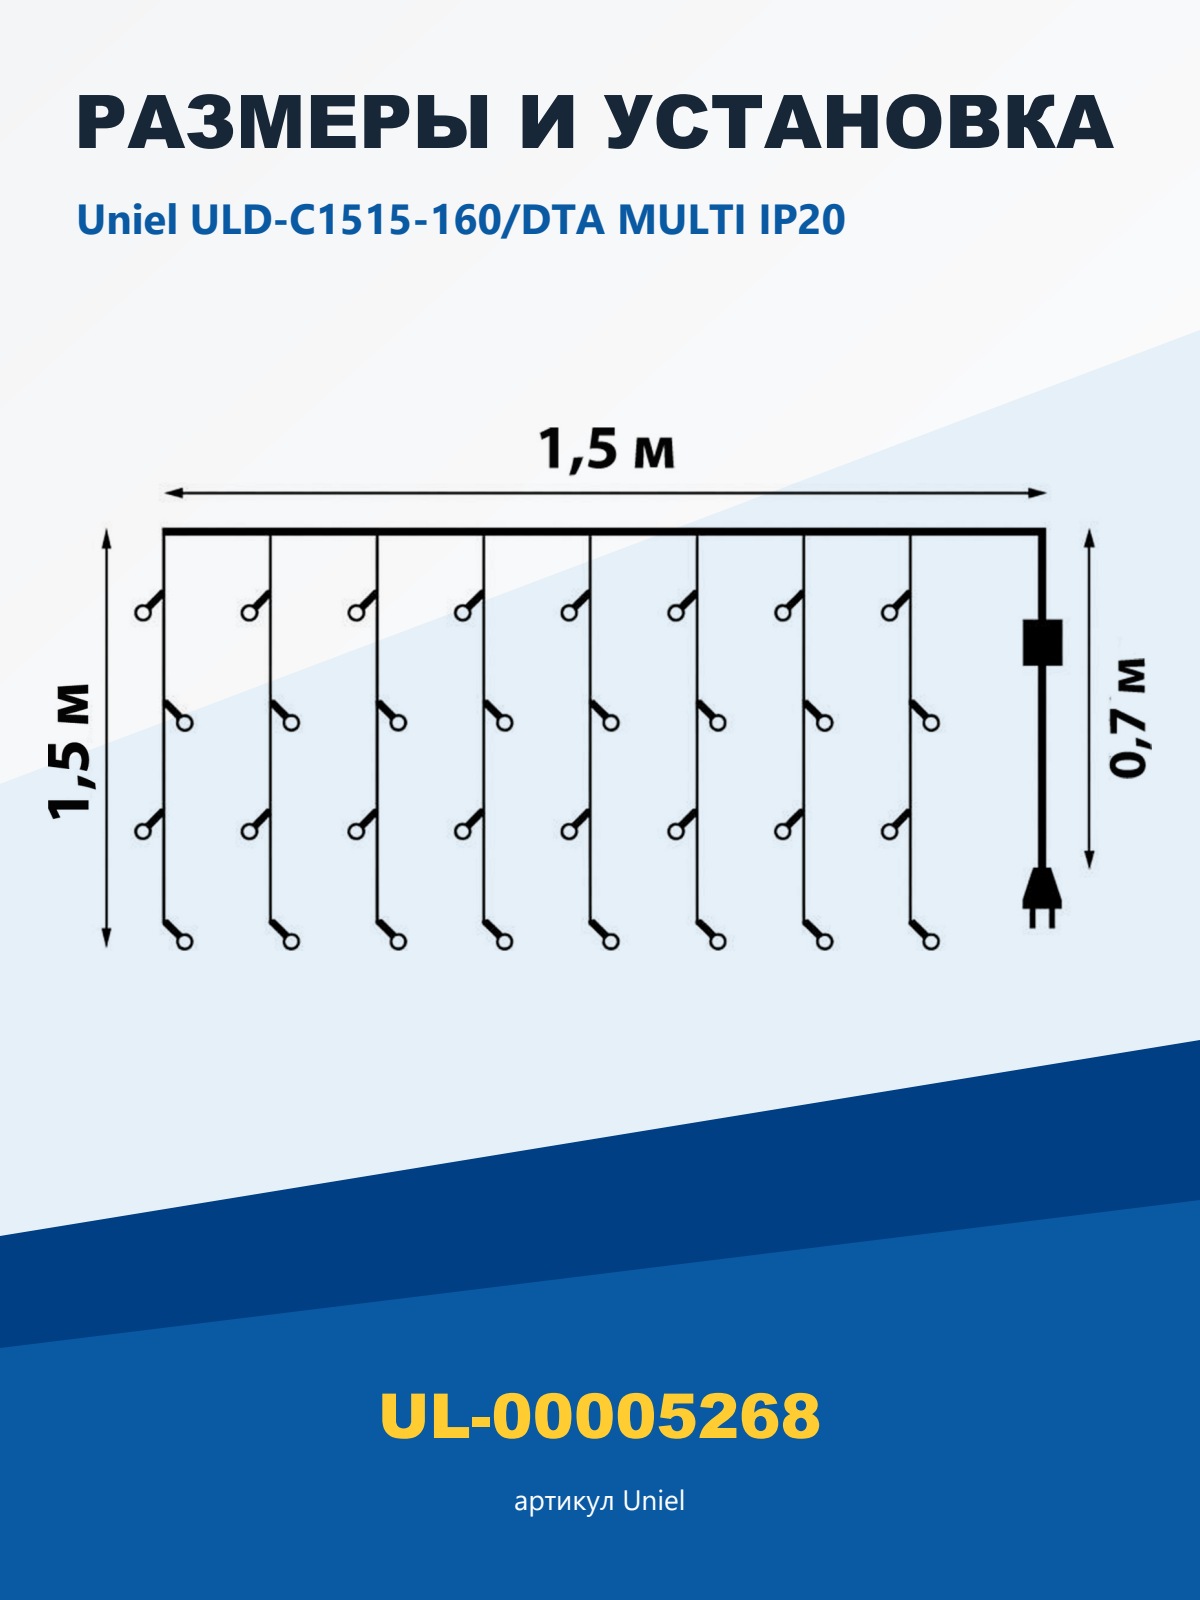 РАЗМЕРЫ И УСТАНОВКА
Uniel ULD-C1515-160/DTA MULTI IP20
1,5 м
1,5 м
0,7 м
UL-00005268
артикул Uniel